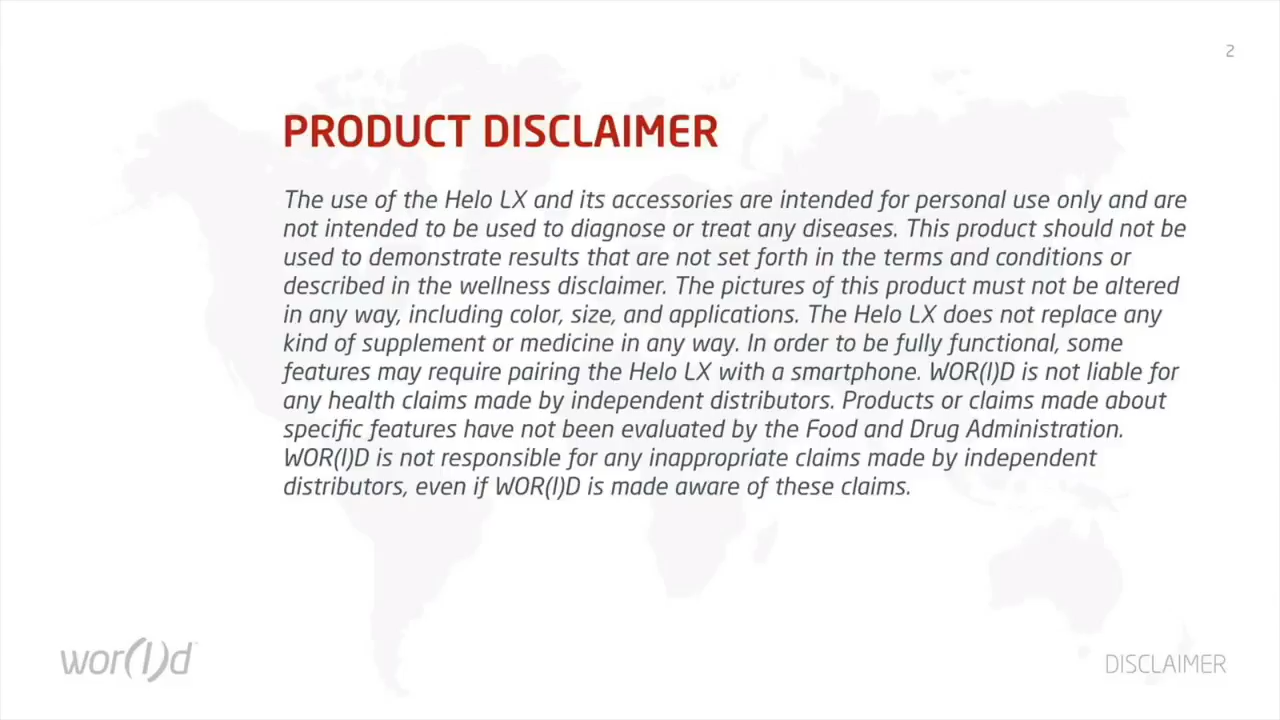 2
PRODUCT DISCLAIMER
The use of the Helo LX and its accessories are intended for personal use only and are
not intended to be used to diagnose or treat any diseases. This product should not be
used to demonstrate results that are not set forth in the terms and conditions or
described in the wellness disclaimer. The pictures of this product must not be altered
in any way, including color, size, and applications. The Helo LX does not replace any
kind of supplement or medicine in any way. In order to be fully functional, some
features may require pairing the Helo LX with a smartphone. WOR(I)D is not liable for
any health claims made by independent distributors. Products or claims made about
specific features have not been evaluated by the Food and Drug Administration.
WOR(I)D is not responsible for any inappropriate claims made by independent
distributors, even if WOR(I)D is made aware of these claims.
wor(l)d™
DISCLAIMER